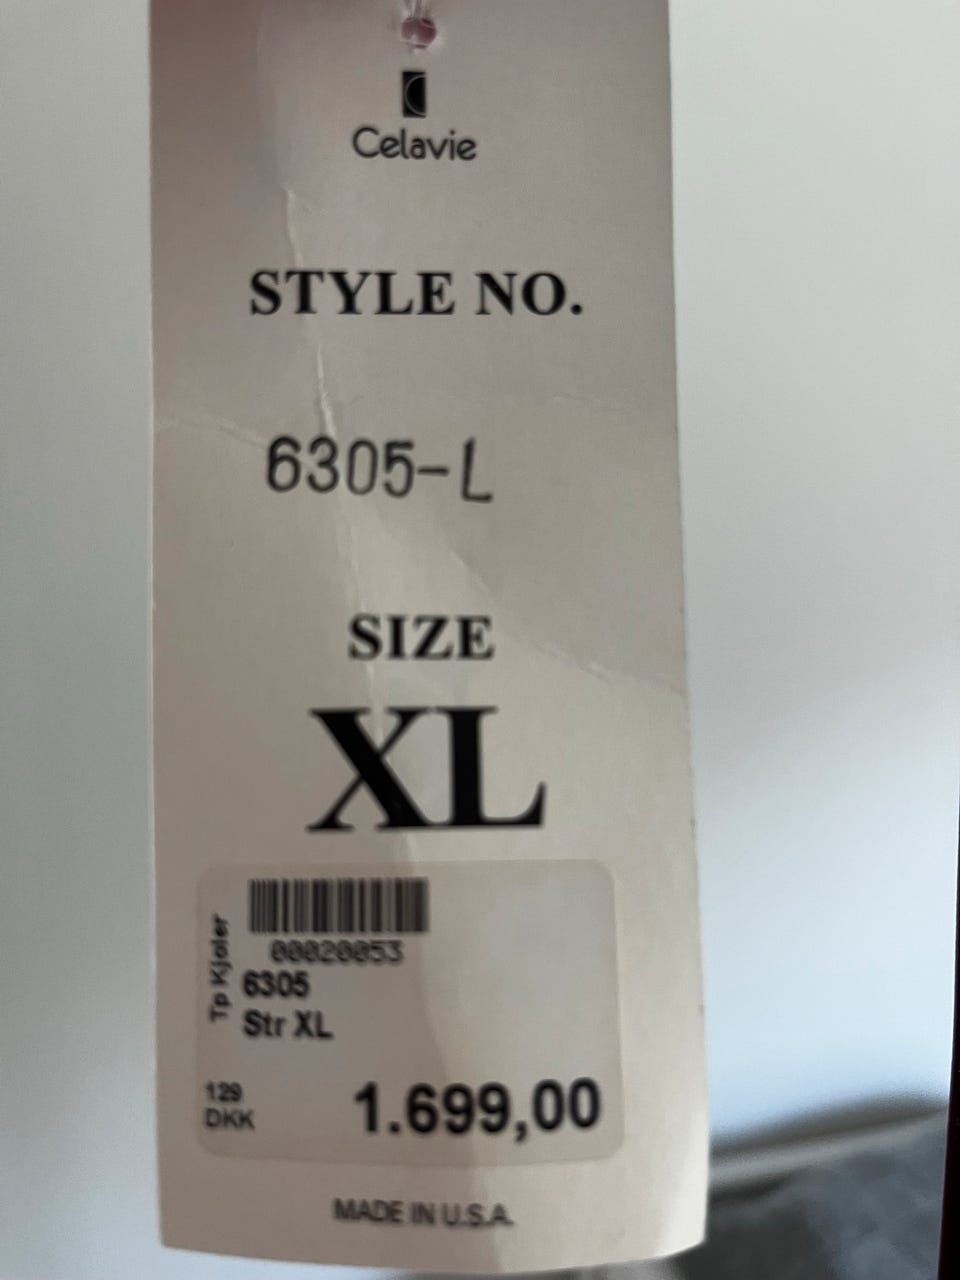 Celavie
STYLE NO.
6305-L
SIZE
XL
00020053
Tp Kjoler
6305
Str XL
129
DKK
1.699,00
MADE IN U.S.A.